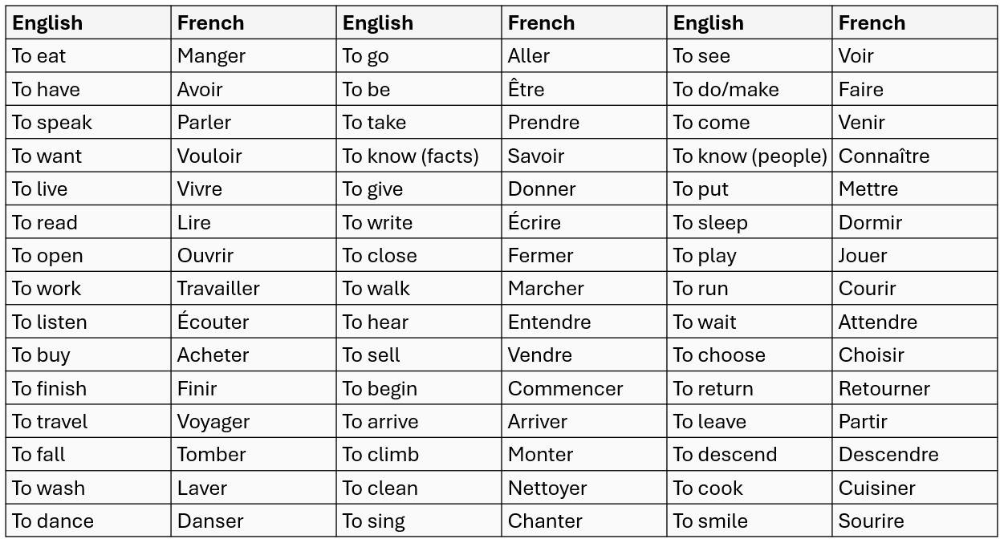 English French English French English French
To eat Manger To go Aller To see Voir
To have Avoir To be Être To do/make Faire
To speak Parler To take Prendre To come Venir
To want Vouloir To know (facts) Savoir To know (people) Connaître
To live Vivre To give Donner To put Mettre
To read Lire To write Écrire To sleep Dormir
To open Ouvrir To close Fermer To play Jouer
To work Travailler To walk Marcher To run Courir
To listen Écouter To hear Entendre To wait Attendre
To buy Acheter To sell Vendre To choose Choisir
To finish Finir To begin Commencer To return Retourner
To travel Voyager To arrive Arriver To leave Partir
To fall Tomber To climb Monter To descend Descendre
To wash Laver To clean Nettoyer To cook Cuisiner
To dance Danser To sing Chanter To smile Sourire